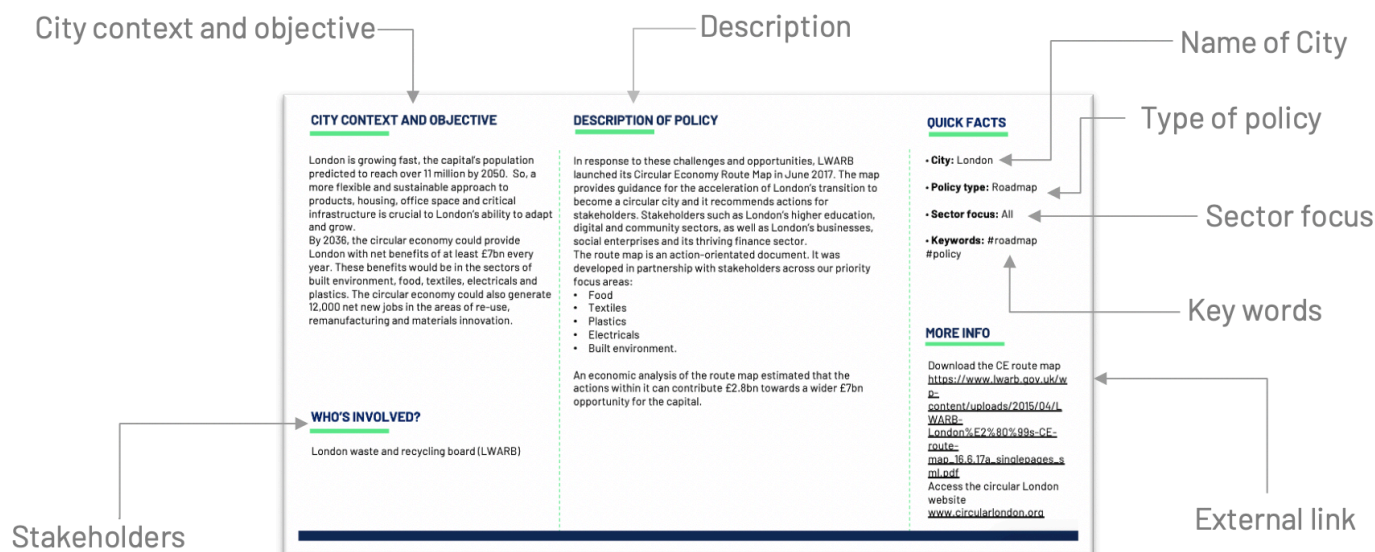 City context and objective
Description
Name of City
Type of policy
Sector focus
Key words
External link
Stakeholders
CITY CONTEXT AND OBJECTIVE
London is growing fast, the capital's population
predicted to reach over 11 million by 2050.  So, a
more flexible and sustainable approach to
products, housing, office space and critical
infrastructure is crucial to London's ability to adapt
and grow.
By 2036, the circular economy could provide
London with net benefits of at least £7bn every
year. These benefits would be in the sectors of
built environment, food, textiles, electricals and
plastics. The circular economy could also generate
12,000 net new jobs in the areas of re-use,
remanufacturing and materials innovation.
WHO'S INVOLVED?
London waste and recycling board (LWARB)
DESCRIPTION OF POLICY
In response to these challenges and opportunities, LWARB
launched its Circular Economy Route Map in June 2017. The map
provides guidance for the acceleration of London's transition to
become a circular city and it recommends actions for
stakeholders. Stakeholders such as London's higher education,
digital and community sectors, as well as London's businesses,
social enterprises and its thriving finance sector.
The route map is an action-orientated document. It was
developed in partnership with stakeholders across our priority
focus areas:
• Food
• Textiles
• Plastics
• Electricals
• Built environment.
An economic analysis of the route map estimated that the
actions within it can contribute £2.8bn towards a wider £7bn
opportunity for the capital.
QUICK FACTS
• City: London
• Policy type: Roadmap
• Sector focus: All
• Keywords: #roadmap
#policy
MORE INFO
Download the CE route map
https://www.lwarb.gov.uk/w
p-
content/uploads/2015/04/L
WARB-
London%E2%80%99s-CE-
route-
map_16.6.17a_singlepages_s
ml.pdf
Access the circular London
website
www.circularlondon.org